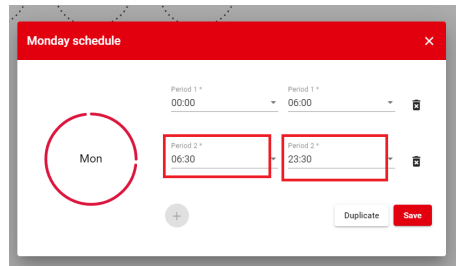 Monday schedule
Period 1 * Period 1 *
00:00 06:00
Mon
Period 2 * Period 2 *
06:30 23:30
Duplicate Save